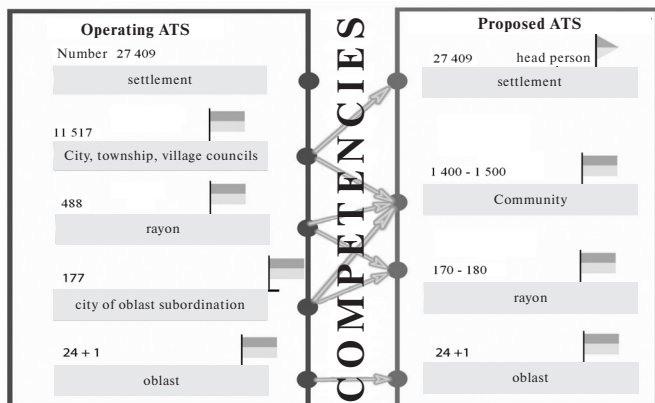 Operating ATS
Number 27 409
settlement
11 517
City, township, village councils
488
rayon
177
city of oblast subordination
24 + 1
oblast
COMPETENCIES
Proposed ATS
27 409 head person
settlement
1 400 - 1 500
Community
170 - 180
rayon
24 +1
oblast